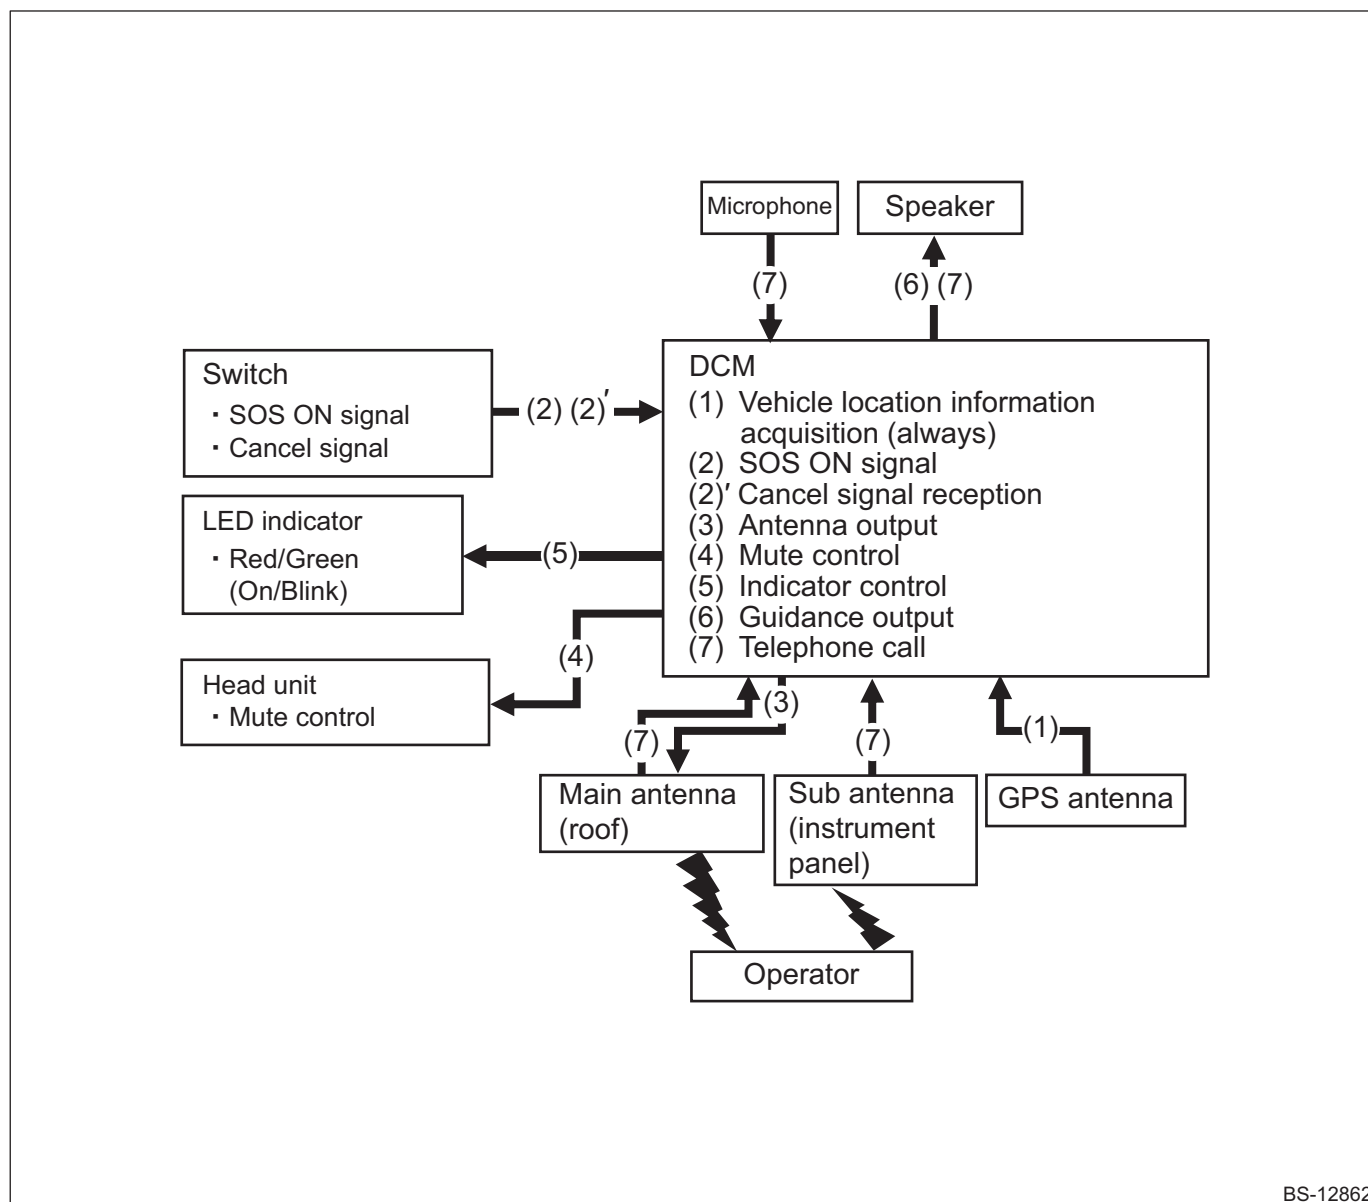 Microphone
Speaker
(7)
(6) (7)
Switch
・SOS ON signal
・Cancel signal
(2) (2)′
DCM
(1) Vehicle location information
acquisition (always)
(2) SOS ON signal
(2)′ Cancel signal reception
(3) Antenna output
(4) Mute control
(5) Indicator control
(6) Guidance output
(7) Telephone call
LED indicator
・Red/Green
(On/Blink)
(5)
(4)
Head unit
・Mute control
(3)
(7)
(7)
(1)
Main antenna
(roof)
Sub antenna
(instrument
panel)
GPS antenna
Operator
BS-12862